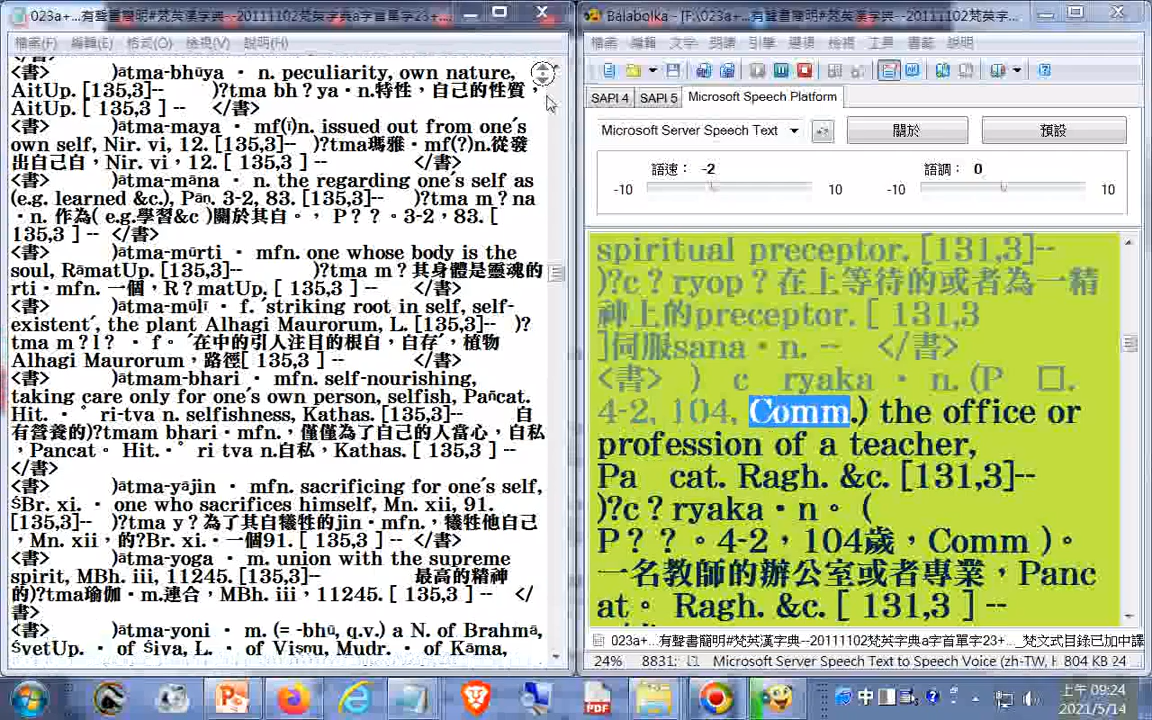 023a+...有聲書簡明#梵英漢字典--20111102梵英字典a字首單字23+...
檔案(F) 編輯(E) 格式(O) 檢視(V) 說明(H)
</書>
<書> )ātma-bhūya • n. peculiarity, own nature,
AitUp. [135,3]-- )?tma bh？ya•n.特性，自己的性質，
AitUp. [ 135,3 ] -- </書>
<書> )ātma-maya • mf(ī)n. issued out from one's
own self, Nir. vi, 12. [135,3]-- )?tma瑪雅•mf(?)n.從發
出自己自，Nir. vi，12. [ 135,3 ] -- </書>
<書> )ātma-māna • n. the regarding one's self as
(e.g. learned &c.), Pāṇ. 3-2, 83. [135,3]-- )?tma m？na
•n. 作為( e.g.學習&c )關於其自。， P？？。3-2，83. [
135,3 ] -- </書>
<書> )ātma-mūrti • mfn. one whose body is the
soul, RāmatUp. [135,3]-- )?tma m？其身體是靈魂的
rti•mfn. 一個，R？matUp. [ 135,3 ] -- </書>
<書> )ātma-mūlī • f. ‘striking root in self, self-
existent’, the plant Alhagi Maurorum, L. [135,3]-- )?
tma m？l？ • f。‘在中的引人注目的根自，自存’，植物
Alhagi Maurorum，路徑[ 135,3 ] -- </書>
<書> )ātmam-bhari • mfn. self-nourishing,
taking care only for one's own person, selfish, Pañcat.
Hit. • ° ri-tva n. selfishness, Kathas. [135,3]-- 自
有營養的)?tmam bhari•mfn.，僅僅為了自己的人當心，自私
，Pancat。Hit.•° ri tva n.自私，Kathas. [ 135,3 ] --
</書>
<書> )ātma-yājin • mfn. sacrificing for one's self,
ŚBr. xi. • one who sacrifices himself, Mn. xii, 91.
[135,3]-- )?tma y？為了其自犧牲的jin•mfn.，犧牲他自己
，Mn. xii，的?Br. xi.•一個91. [ 135,3 ] -- </書>
<書> )ātma-yoga • m. union with the supreme
spirit, MBh. iii, 11245. [135,3]-- 最高的精神
的)?tma瑜伽•m.連合，MBh. iii，11245. [ 135,3 ] -- </
書>
<書> )ātma-yoni • m. (= -bhū, q.v.) a N. of Brahmā,
ŚvetUp. • of Śiva, L. • of Viṣṇu, Mudr. • of Kāma,
Balabolka - [F:\023a+...有聲書簡明#梵英漢字典--20111102梵英字...
檔案 編輯 文字 朗讀 引擎 選項 檢視 工具 書籤 說明
SAPI 4 SAPI 5 Microsoft Speech Platform
Microsoft Server Speech Text 關於 預設
語速： -2 語調： 0
-10 10 -10 10
spiritual preceptor. [131,3]--
)?c？ryop？在上等待的或者為一精
神上的preceptor. [ 131,3
]伺服sana•n. -- </書>
<書> ) c ryaka • n. (P □.
4-2, 104, Comm.) the office or
profession of a teacher,
Pa cat. Ragh. &c. [131,3]--
)?c？ryaka•n。(
P？？。4-2，104歲，Comm )。
一名教師的辦公室或者專業，Panc
at。 Ragh. &c. [ 131,3 ] --
023a+...有聲書簡明#梵英漢字典--20111102梵英字典a字首單字23+..._梵文式目錄已加中譯
24% 8831: 11 Microsoft Server Speech Text to Speech Voice (zh-TW, H 804 KB 24
中
上午 09:24
2021/5/14